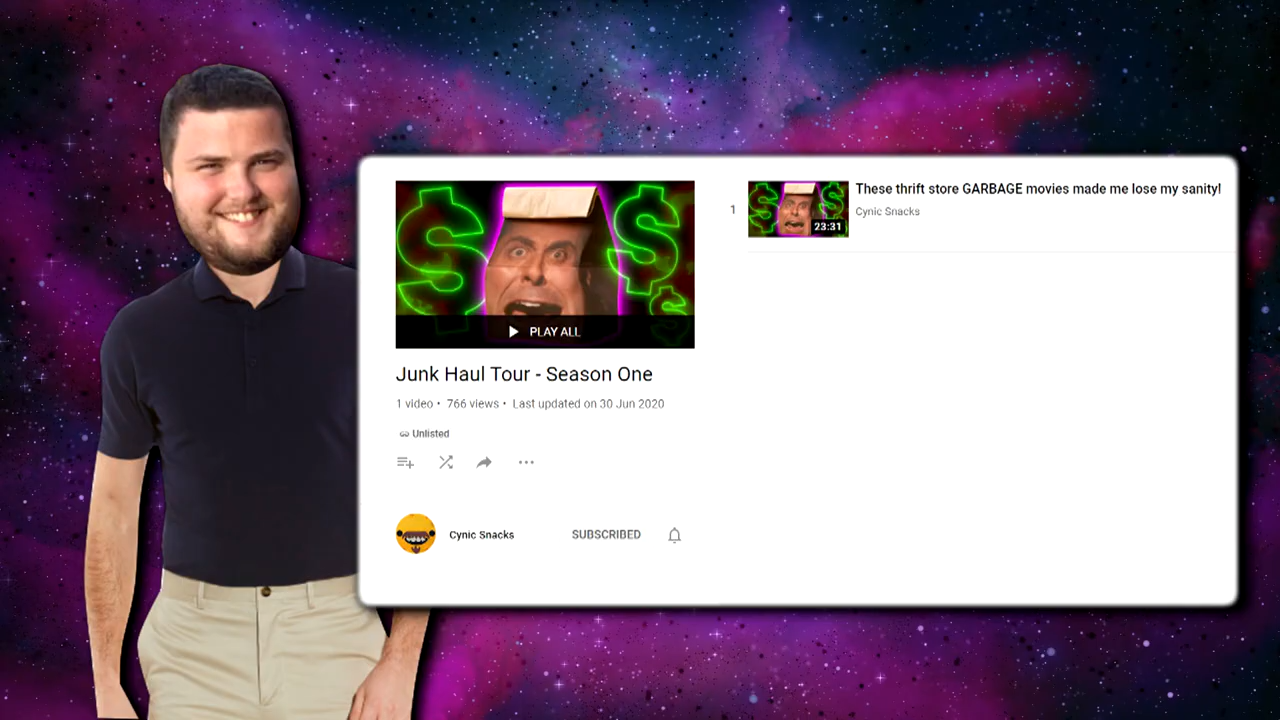 PLAY ALL
Junk Haul Tour - Season One
1 video • 766 views • Last updated on 30 Jun 2020
Unlisted
Cynic Snacks
SUBSCRIBED
1
23:31
These thrift store GARBAGE movies made me lose my sanity!
Cynic Snacks